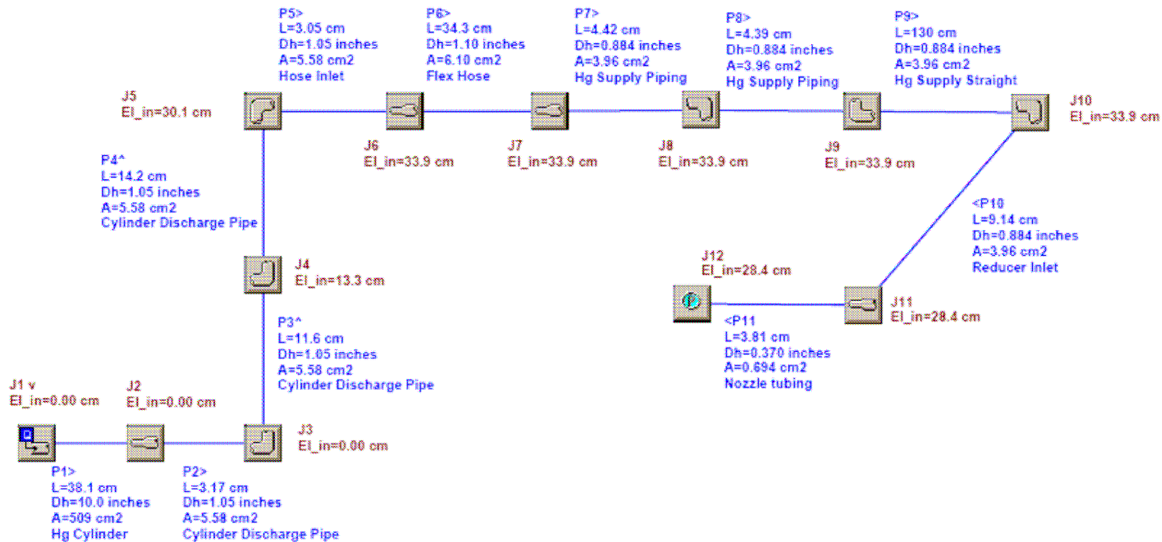 P5>
L=3.05 cm
Dh=1.05 inches
A=5.58 cm2
Hose Inlet
P6>
L=34.3 cm
Dh=1.10 inches
A=6.10 cm2
Flex Hose
P7>
L=4.42 cm
Dh=0.884 inches
A=3.96 cm2
Hg Supply Piping
P8>
L=4.39 cm
Dh=0.884 inches
A=3.96 cm2
Hg Supply Piping
P9>
L=130 cm
Dh=0.884 inches
A=3.96 cm2
Hg Supply Straight
J5
El_in=30.1 cm
J6
El_in=33.9 cm
J7
El_in=33.9 cm
J8
El_in=33.9 cm
J9
El_in=33.9 cm
J10
El_in=33.9 cm
P4^
L=14.2 cm
Dh=1.05 inches
A=5.58 cm2
Cylinder Discharge Pipe
<P10
L=9.14 cm
Dh=0.884 inches
A=3.96 cm2
Reducer Inlet
J4
El_in=13.3 cm
J12
El_in=28.4 cm
P
J11
El_in=28.4 cm
<P11
L=3.81 cm
Dh=0.370 inches
A=0.694 cm2
Nozzle tubing
P3^
L=11.6 cm
Dh=1.05 inches
A=5.58 cm2
Cylinder Discharge Pipe
J1 v
El_in=0.00 cm
J2
El_in=0.00 cm
J3
El_in=0.00 cm
Q
P1>
L=38.1 cm
Dh=10.0 inches
A=509 cm2
Hg Cylinder
P2>
L=3.17 cm
Dh=1.05 inches
A=5.58 cm2
Cylinder Discharge Pipe